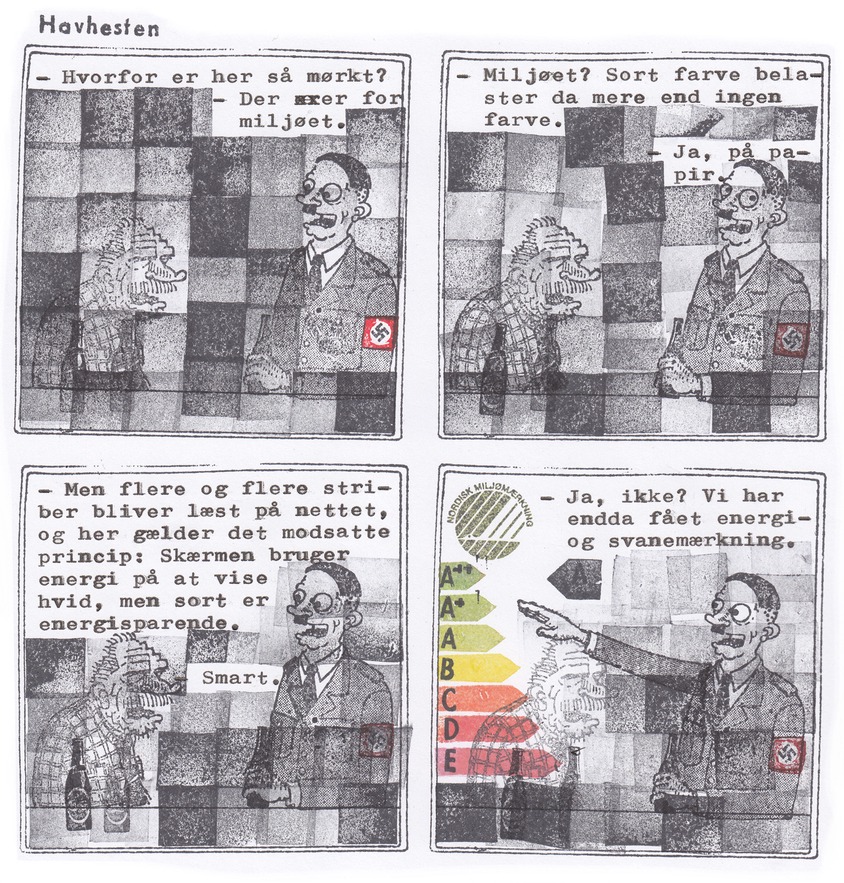 Havhesten
- Hvorfor er her så mørkt?
- Der er for
miljøet.
- Miljøet? Sort farve bela-
ster da mere end ingen
farve.
- Ja, på pa-
pir.
- Men flere og flere stri-
ber bliver læst på nettet,
og her gælder det modsatte
princip: Skærmen bruger
energi på at vise
hvid, men sort er
energisparende.
Smart.
- Ja, ikke? Vi har
endda fået energi-
og svanemærkning.
NORDISK MILJØMÆRKNING
A++
A+
A
B
C
D
E
A